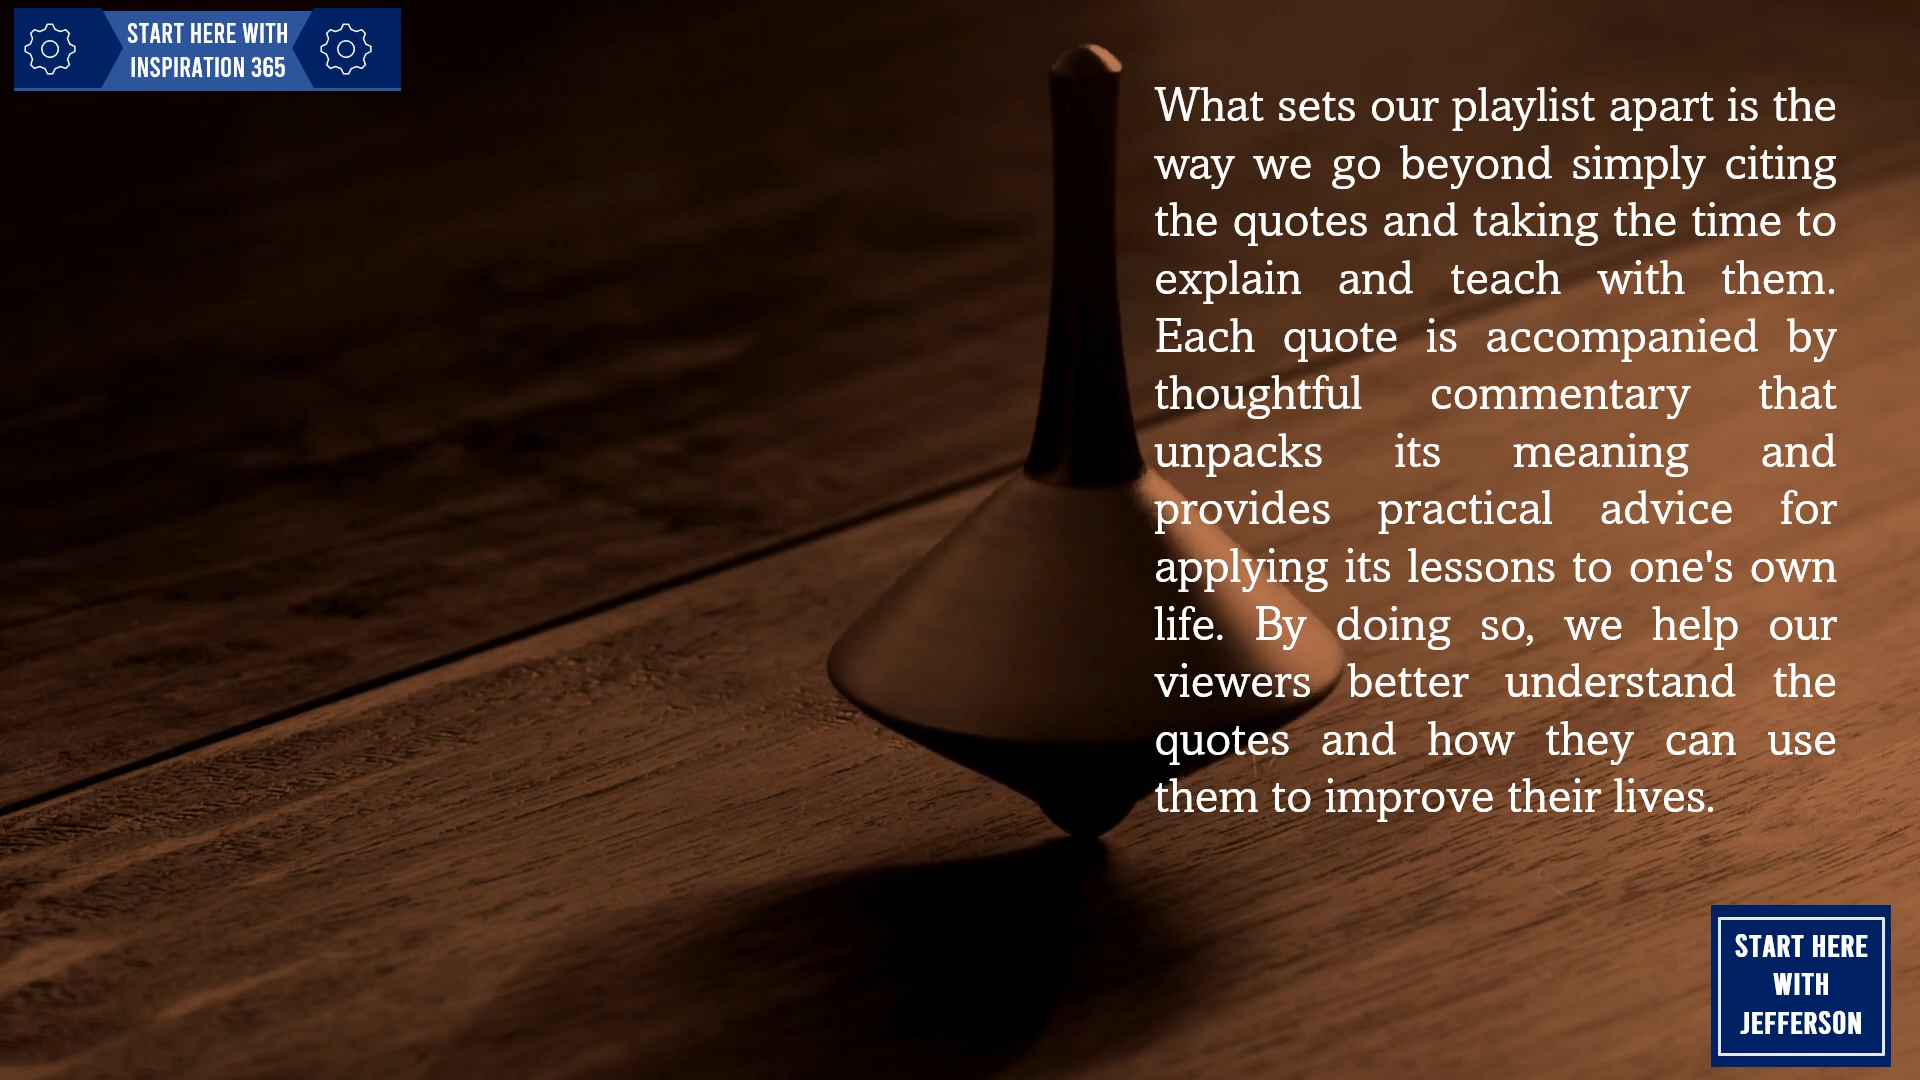 START HERE WITH
INSPIRATION 365
What sets our playlist apart is the
way we go beyond simply citing
the quotes and taking the time to
explain and teach with them.
Each quote is accompanied by
thoughtful commentary that
unpacks its meaning and
provides practical advice for
applying its lessons to one's own
life. By doing so, we help our
viewers better understand the
quotes and how they can use
them to improve their lives.
START HERE
WITH
JEFFERSON